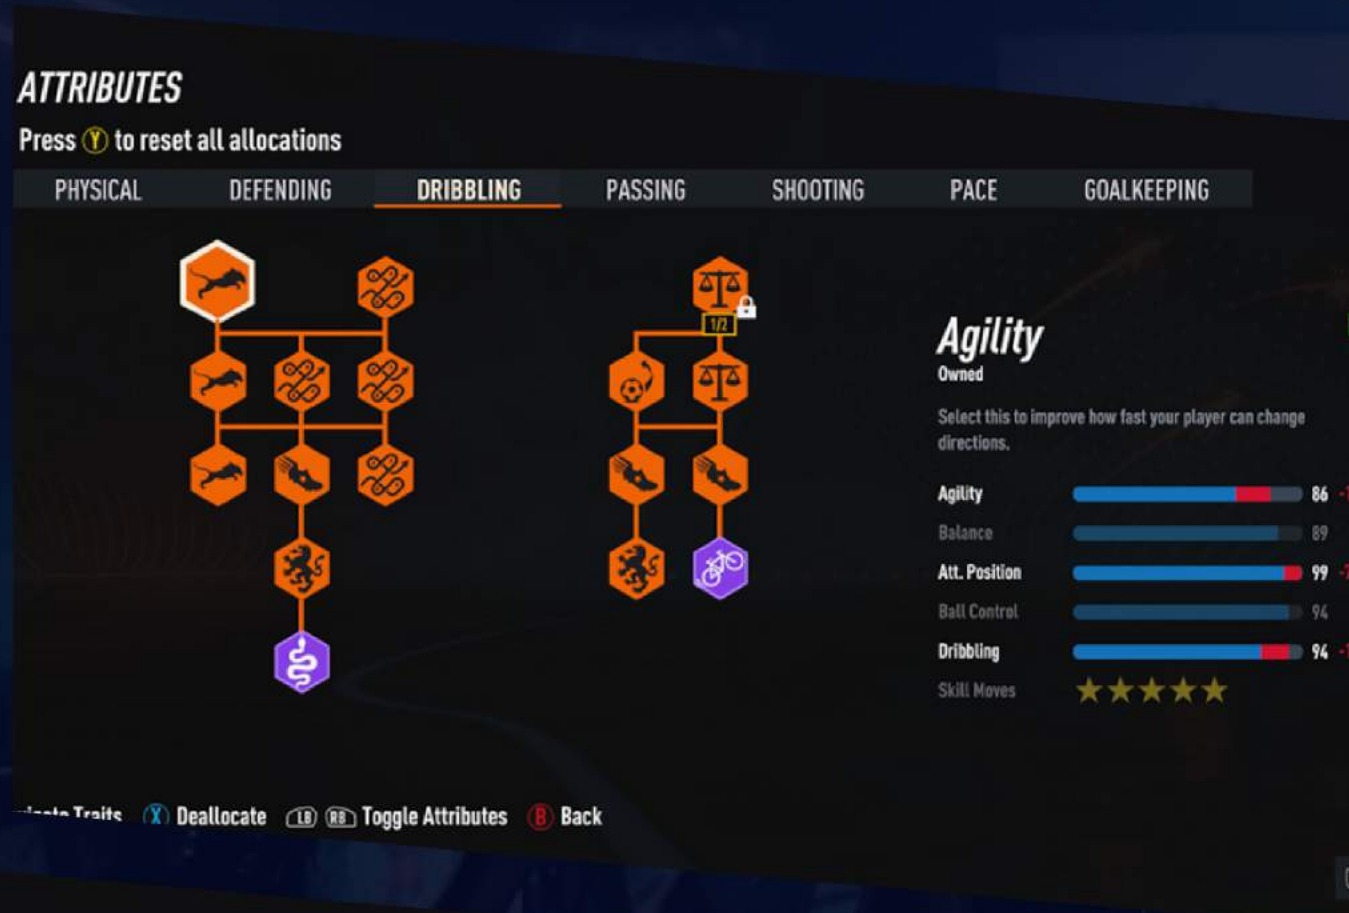 ATTRIBUTES
Press Y to reset all allocations
PHYSICAL DEFENDING DRIBBLING PASSING SHOOTING PACE GOALKEEPING
1/2
Agility
Owned
Select this to improve how fast your player can change
directions.
Agility 86
Balance 89
Att. Position 99
Ball Control 94
Dribbling 94
Skill Moves
Traits X Deallocate LB RB Toggle Attributes B Back